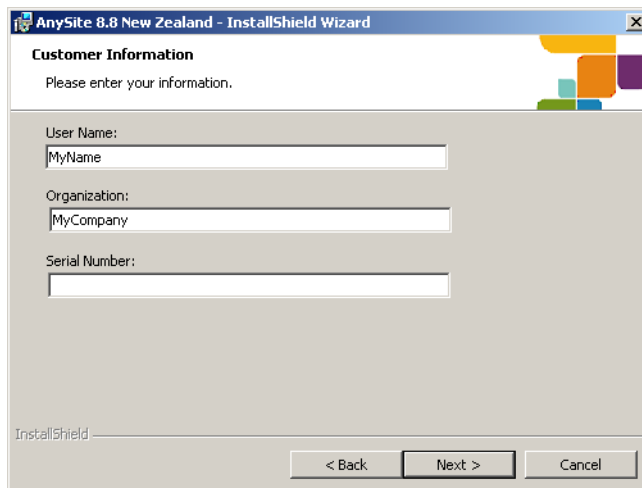 AnySite 8.8 New Zealand - InstallShield Wizard
Customer Information
Please enter your information.
User Name:
MyName
Organization:
MyCompany
Serial Number:
InstallShield
< Back Next > Cancel